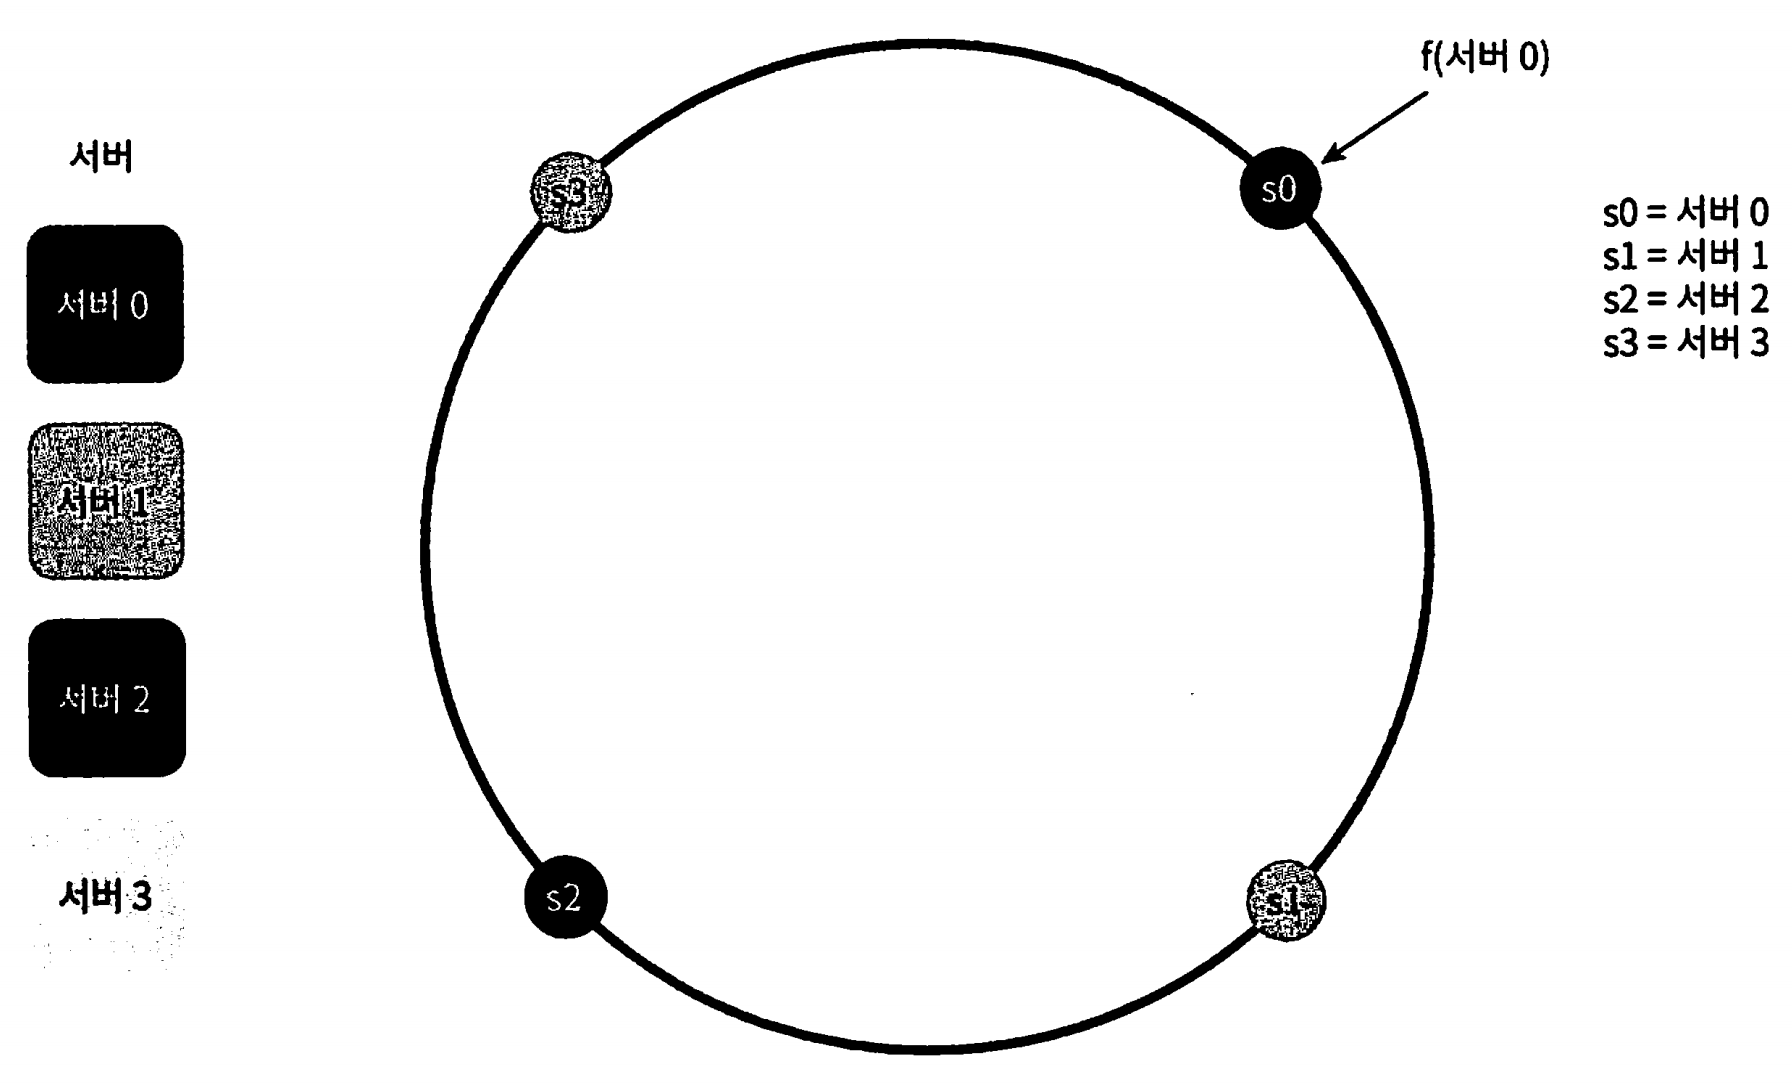 서버
서버 0
서버 1
서버 2
서버 3
s3
s0
s2
s1
f(서버 0)
s0 = 서버 0
s1 = 서버 1
s2 = 서버 2
s3 = 서버 3